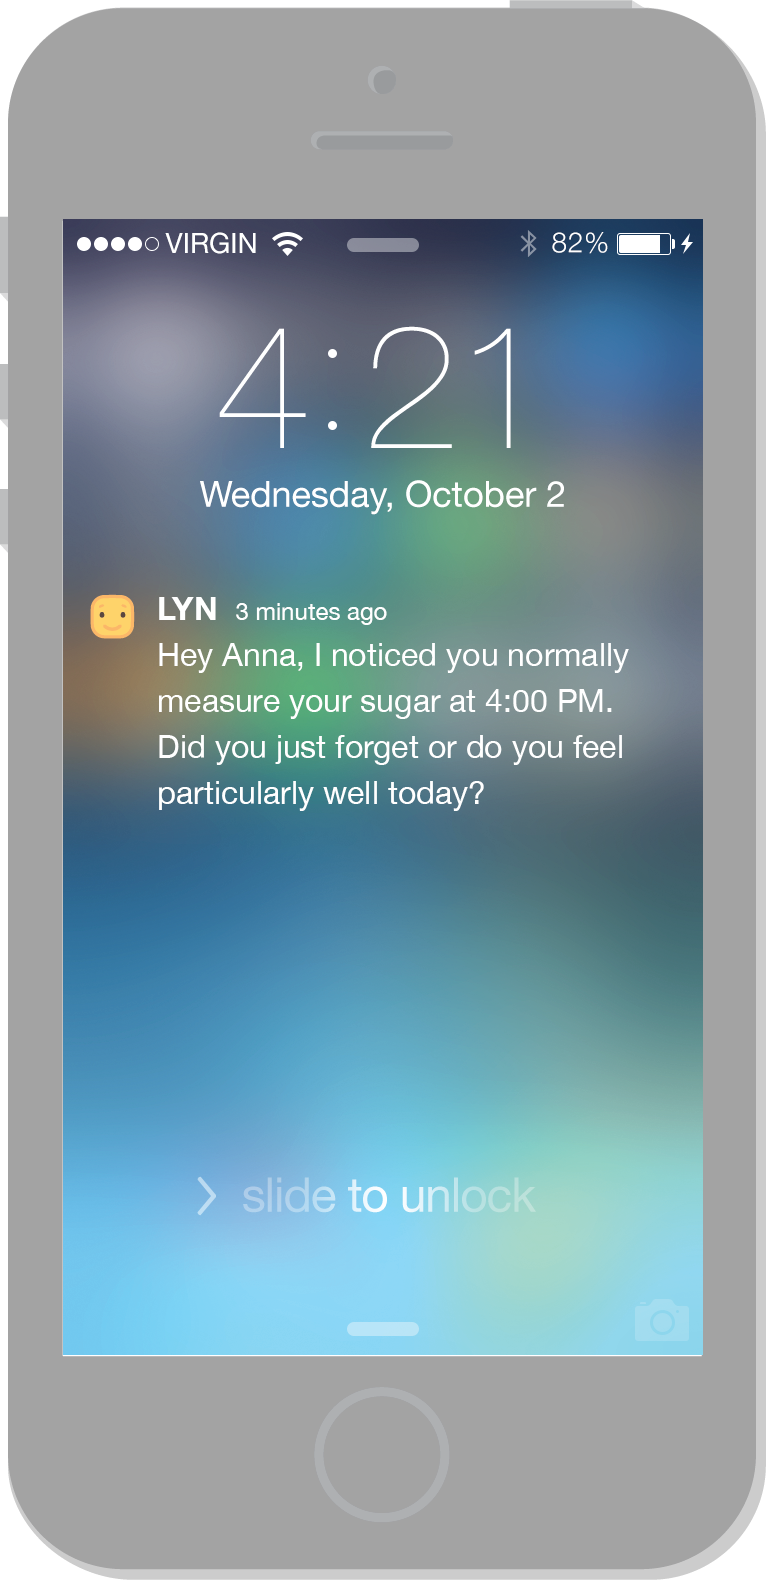 VIRGIN 82%
4:21
Wednesday, October 2
LYN 3 minutes ago
Hey Anna, I noticed you normally
measure your sugar at 4:00 PM.
Did you just forget or do you feel
particularly well today?
slide to unlock